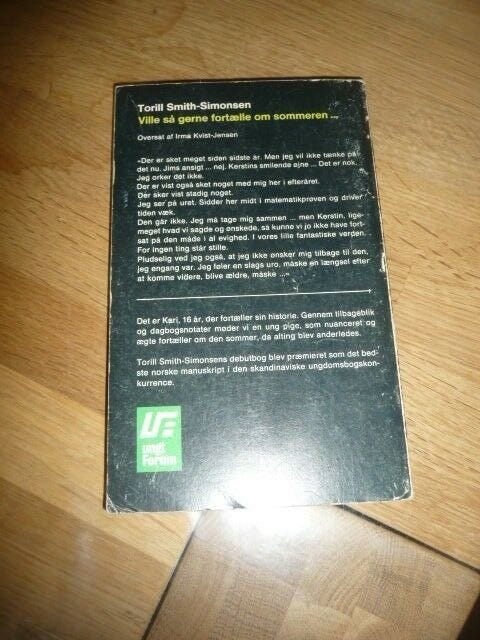 Torill Smith-Simonsen
Ville så gerne fortælle om sommeren ...
Oversat af Irma Kvist-Jensen
»Der er sket meget siden sidste år. Men jeg vil ikke tænke på
det nu. Jims ansigt ... nej. Kerstins smilende øjne ... Det er nok.
Jeg orker det ikke.
Der er vist også sket noget med mig her i efteråret.
Der sker vist stadig noget.
Jeg ser på uret. Sidder her midt i matematikprøven og driver
tiden væk.
Den går ikke. Jeg må tage mig sammen ... men Kerstin, lige-
meget hvad vi sagde og ønskede, så kunne vi jo ikke have fort-
sat på den måde i al evighed. I vores lille fantastiske verden.
For ingen ting står stille.
Pludselig ved jeg også, at jeg ikke ønsker mig tilbage til den,
jeg engang var. Jeg føler en slags uro, måske en længsel efter
at komme videre, blive ældre, måske ...«
Det er Kari, 16 år, der fortæller sin historie. Gennem tilbageblik
og dagbogsnotater møder vi en ung pige, som nuanceret og
ægte fortæller om den sommer, da alting blev anderledes.
Torill Smith-Simonsens debutbog blev præmieret som det bed-
ste norske manuskript i den skandinaviske ungdomsbogskon-
kurrence.
UF
ungt
Forum